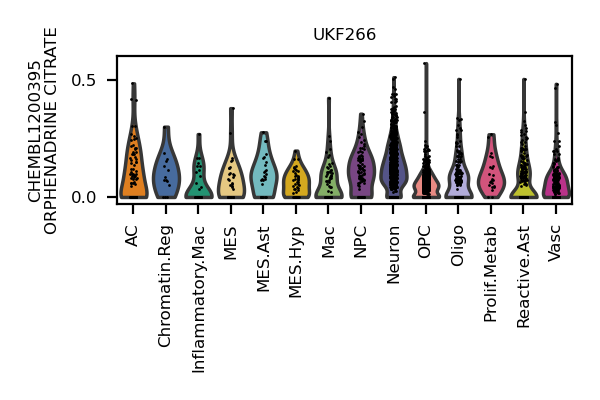 UKF266
CHEMBL1200395
ORPHENADRINE CITRATE
0.5
0.0
AC
Chromatin.Reg
Inflammatory.Mac
MES
MES.Ast
MES.Hyp
Mac
NPC
Neuron
OPC
Oligo
Prolif.Metab
Reactive.Ast
Vasc